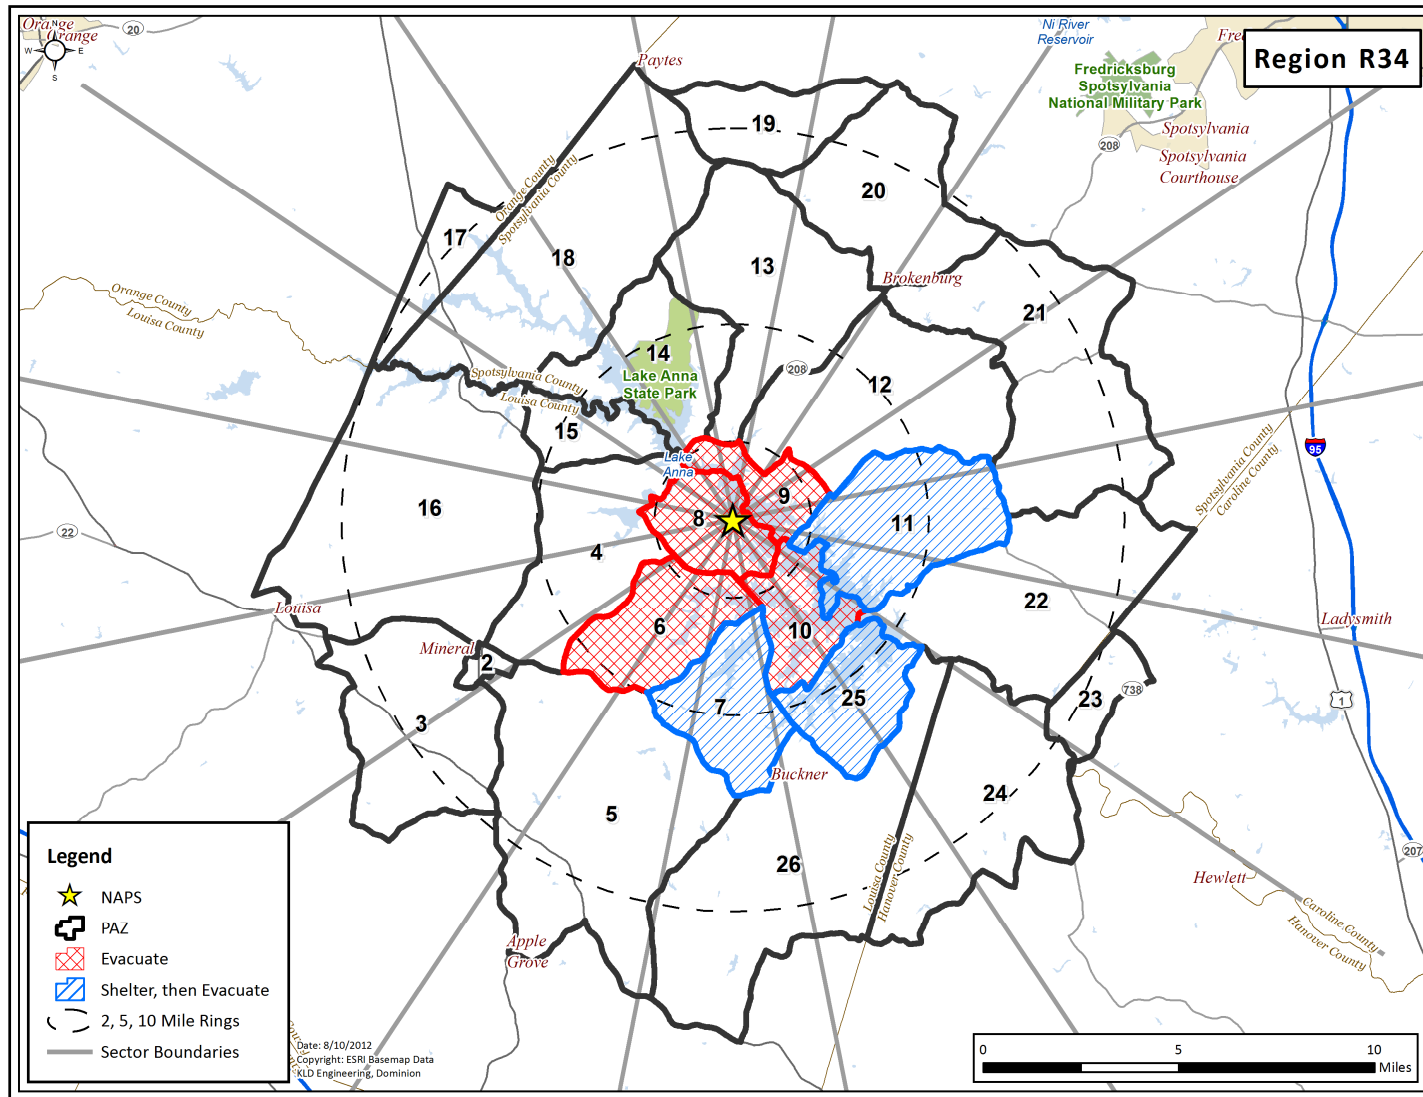 Orange
Orange
N
W
E
S
20
Paytes
Ni River
Reservoir
Region R34
Fredricksburg
Spotsylvania
National Military Park
Spotsylvania
208
Spotsylvania
Courthouse
19
20
Orange County
Spotsylvania County
17
18
13
Brokenburg
21
Orange County
Louisa County
14
208
Lake Anna
State Park
12
Spotsylvania County
Louisa County
15
Lake
Anna
95
Spotsylvania County
Caroline County
9
16
8
11
22
4
Louisa
22
Ladysmith
6
10
Mineral
2
738
7
25
23
1
3
Buckner
24
5
26
207
Louisa County
Hanover County
Hewlett
Caroline County
Hanover County
Apple
Grove
Legend
NAPS
PAZ
Evacuate
Shelter, then Evacuate
2, 5, 10 Mile Rings
Sector Boundaries
Date: 8/10/2012
Copyright: ESRI Basemap Data
KLD Engineering, Dominion
0
5
10
Miles